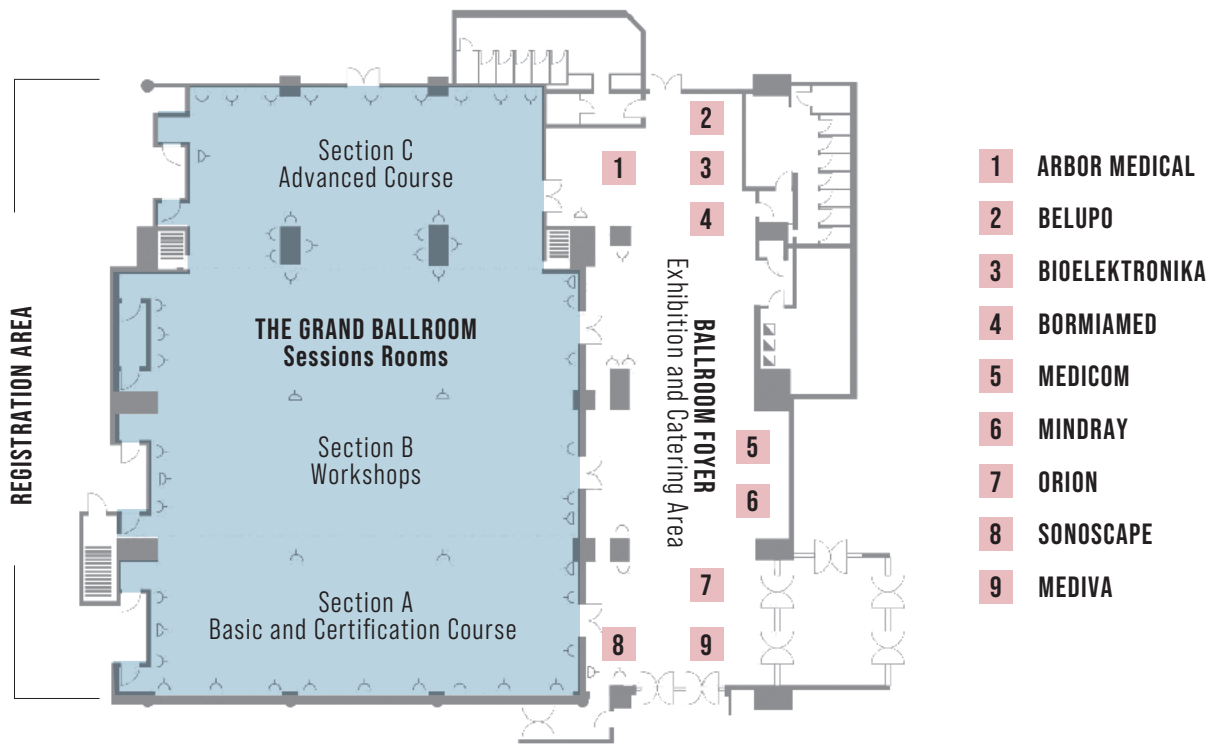 REGISTRATION AREA
Section C
Advanced Course
THE GRAND BALLROOM
Sessions Rooms
Section B
Workshops
Section A
Basic and Certification Course
BALLROOM FOYER
Exhibition and Catering Area
1
2
3
4
5
6
7
8
9
1 ARBOR MEDICAL
2 BELUPO
3 BIOELEKTRONIKA
4 BORMIAMED
5 MEDICOM
6 MINDRAY
7 ORION
8 SONOSCAPE
9 MEDIVA